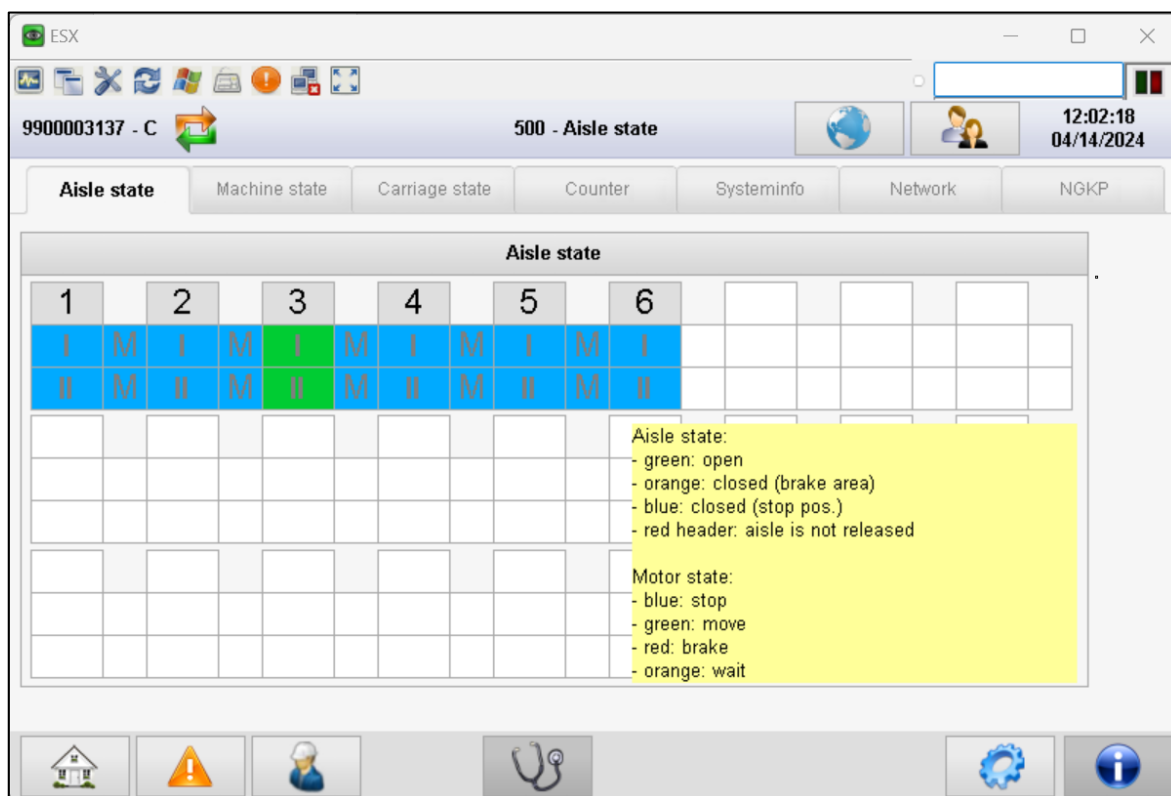 ESX
9900003137 - C
500 - Aisle state
12:02:18
04/14/2024
Aisle state
Machine state
Carriage state
Counter
Systeminfo
Network
NGKP
Aisle state
1 2 3 4 5 6
I M I M I M I M I M I
II M II M II M II M II M II
Aisle state:
- green: open
- orange: closed (brake area)
- blue: closed (stop pos.)
- red header: aisle is not released
Motor state:
- blue: stop
- green: move
- red: brake
- orange: wait